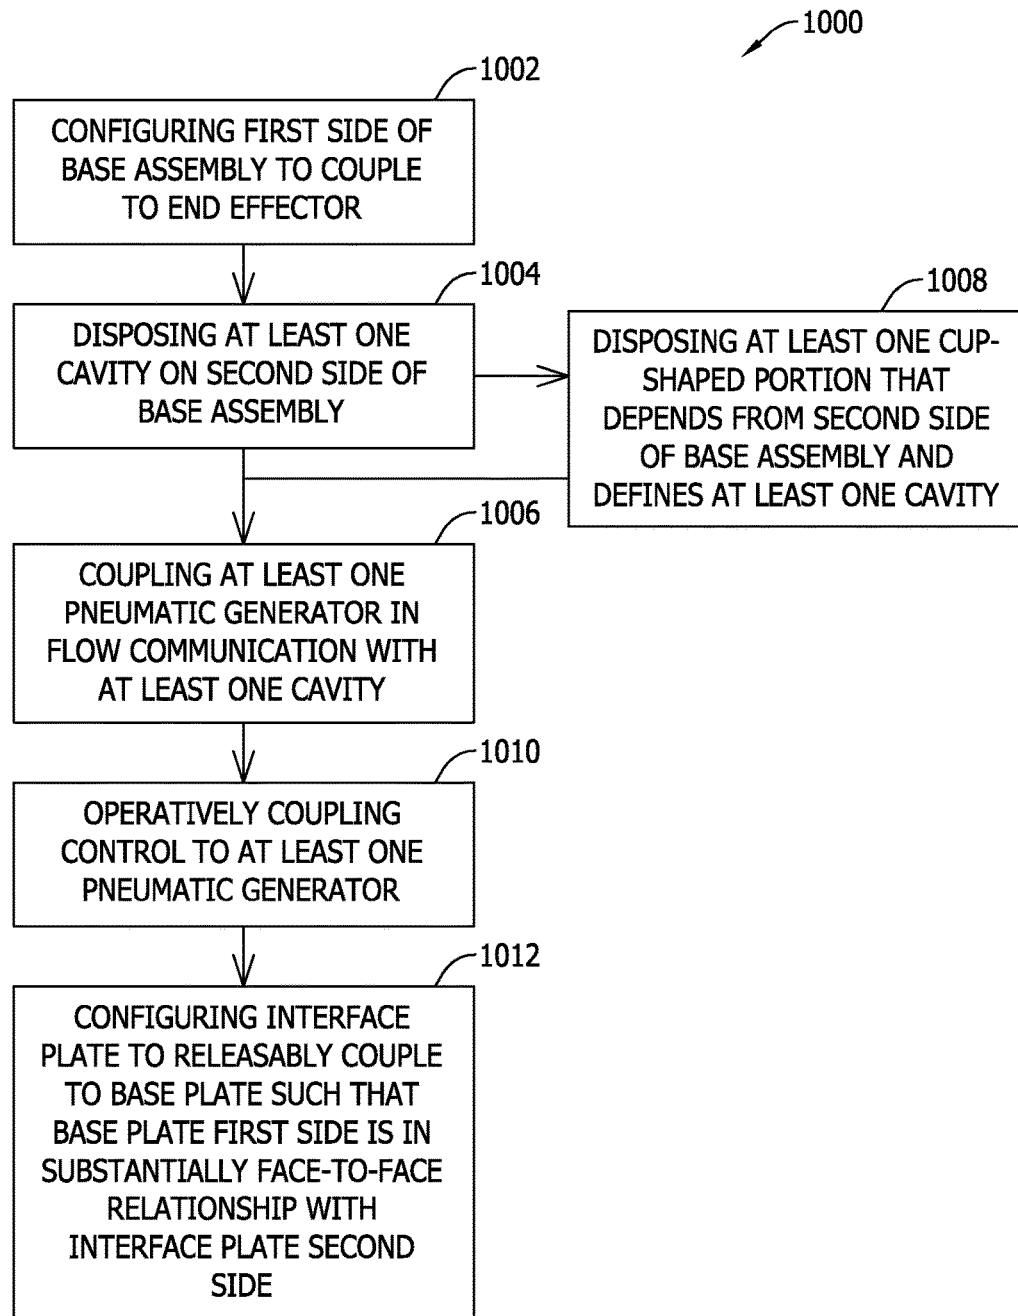 1000
1002
CONFIGURING FIRST SIDE OF
BASE ASSEMBLY TO COUPLE
TO END EFFECTOR
1004
DISPOSING AT LEAST ONE
CAVITY ON SECOND SIDE OF
BASE ASSEMBLY
1008
DISPOSING AT LEAST ONE CUP-
SHAPED PORTION THAT
DEPENDS FROM SECOND SIDE
OF BASE ASSEMBLY AND
DEFINES AT LEAST ONE CAVITY
1006
COUPLING AT LEAST ONE
PNEUMATIC GENERATOR IN
FLOW COMMUNICATION WITH
AT LEAST ONE CAVITY
1010
OPERATIVELY COUPLING
CONTROL TO AT LEAST ONE
PNEUMATIC GENERATOR
1012
CONFIGURING INTERFACE
PLATE TO RELEASABLY COUPLE
TO BASE PLATE SUCH THAT
BASE PLATE FIRST SIDE IS IN
SUBSTANTIALLY FACE-TO-FACE
RELATIONSHIP WITH
INTERFACE PLATE SECOND
SIDE